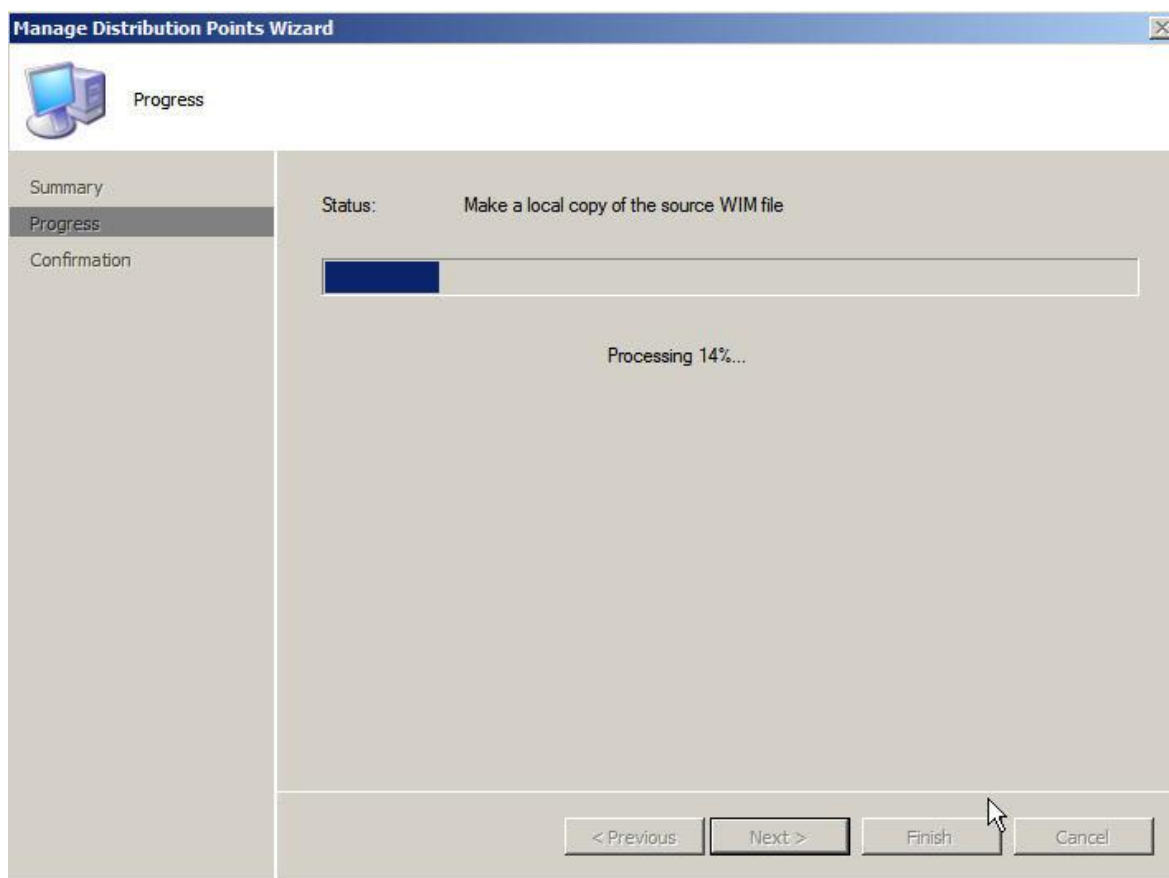 Manage Distribution Points Wizard
Progress
Summary
Progress
Confirmation
Status: Make a local copy of the source WIM file
Processing 14%...
< Previous Next > Finish Cancel